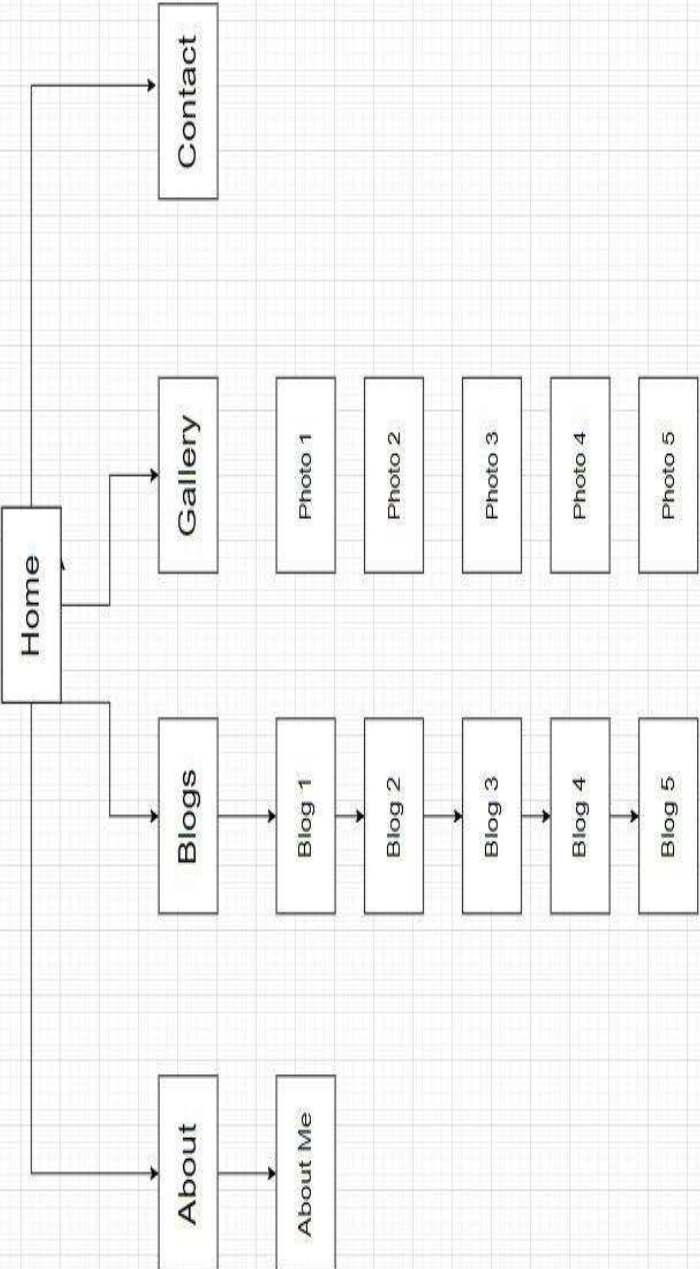 Home
About
Blogs
Gallery
Contact
About Me
Blog 1
Photo 1
Blog 2
Photo 2
Blog 3
Photo 3
Blog 4
Photo 4
Blog 5
Photo 5